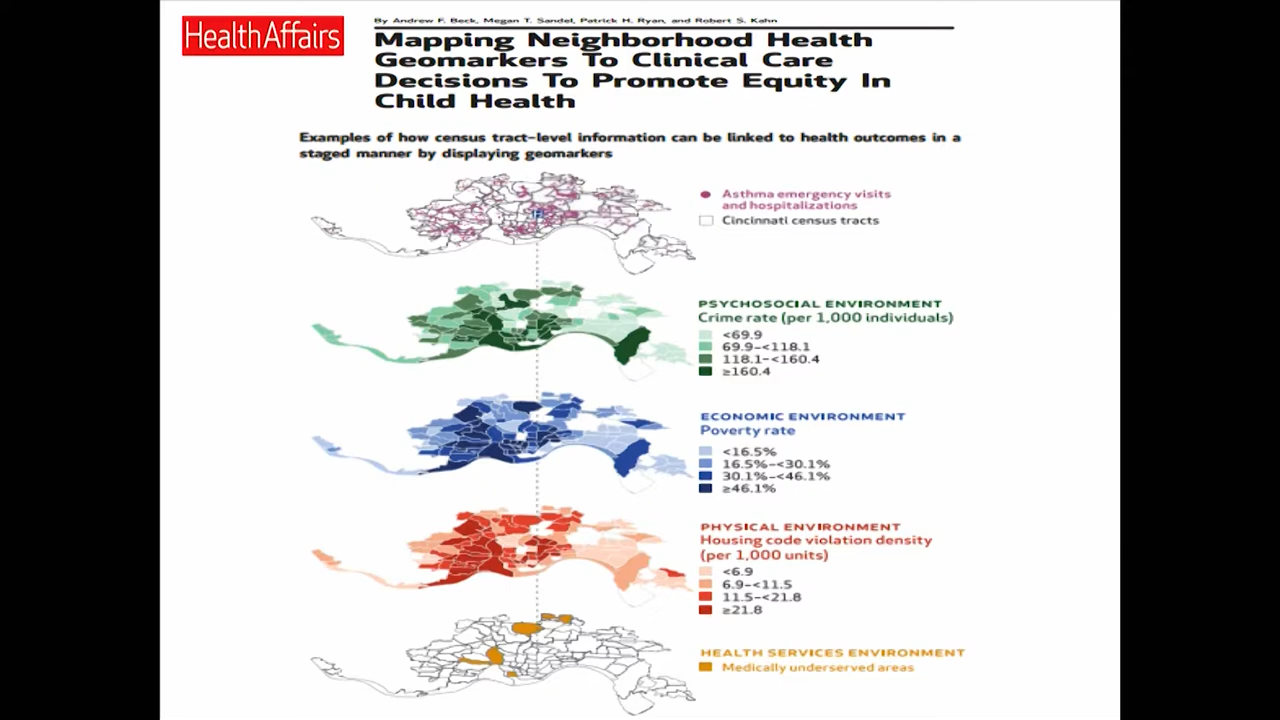 HealthAffairs
By Andrew F. Beck, Megan T. Sandel, Patrick H. Ryan, and Robert S. Kahn
Mapping Neighborhood Health
Geomarkers To Clinical Care
Decisions To Promote Equity In
Child Health
Examples of how census tract-level information can be linked to health outcomes in a
staged manner by displaying geomarkers
Asthma emergency visits
and hospitalizations
Cincinnati census tracts
H
PSYCHOSOCIAL ENVIRONMENT
Crime rate (per 1,000 individuals)
<69.9
69.9–<118.1
118.1–<160.4
≥160.4
ECONOMIC ENVIRONMENT
Poverty rate
<16.5%
16.5%–<30.1%
30.1%–<46.1%
≥46.1%
PHYSICAL ENVIRONMENT
Housing code violation density
(per 1,000 units)
<6.9
6.9–<11.5
11.5–<21.8
≥21.8
HEALTH SERVICES ENVIRONMENT
Medically underserved areas